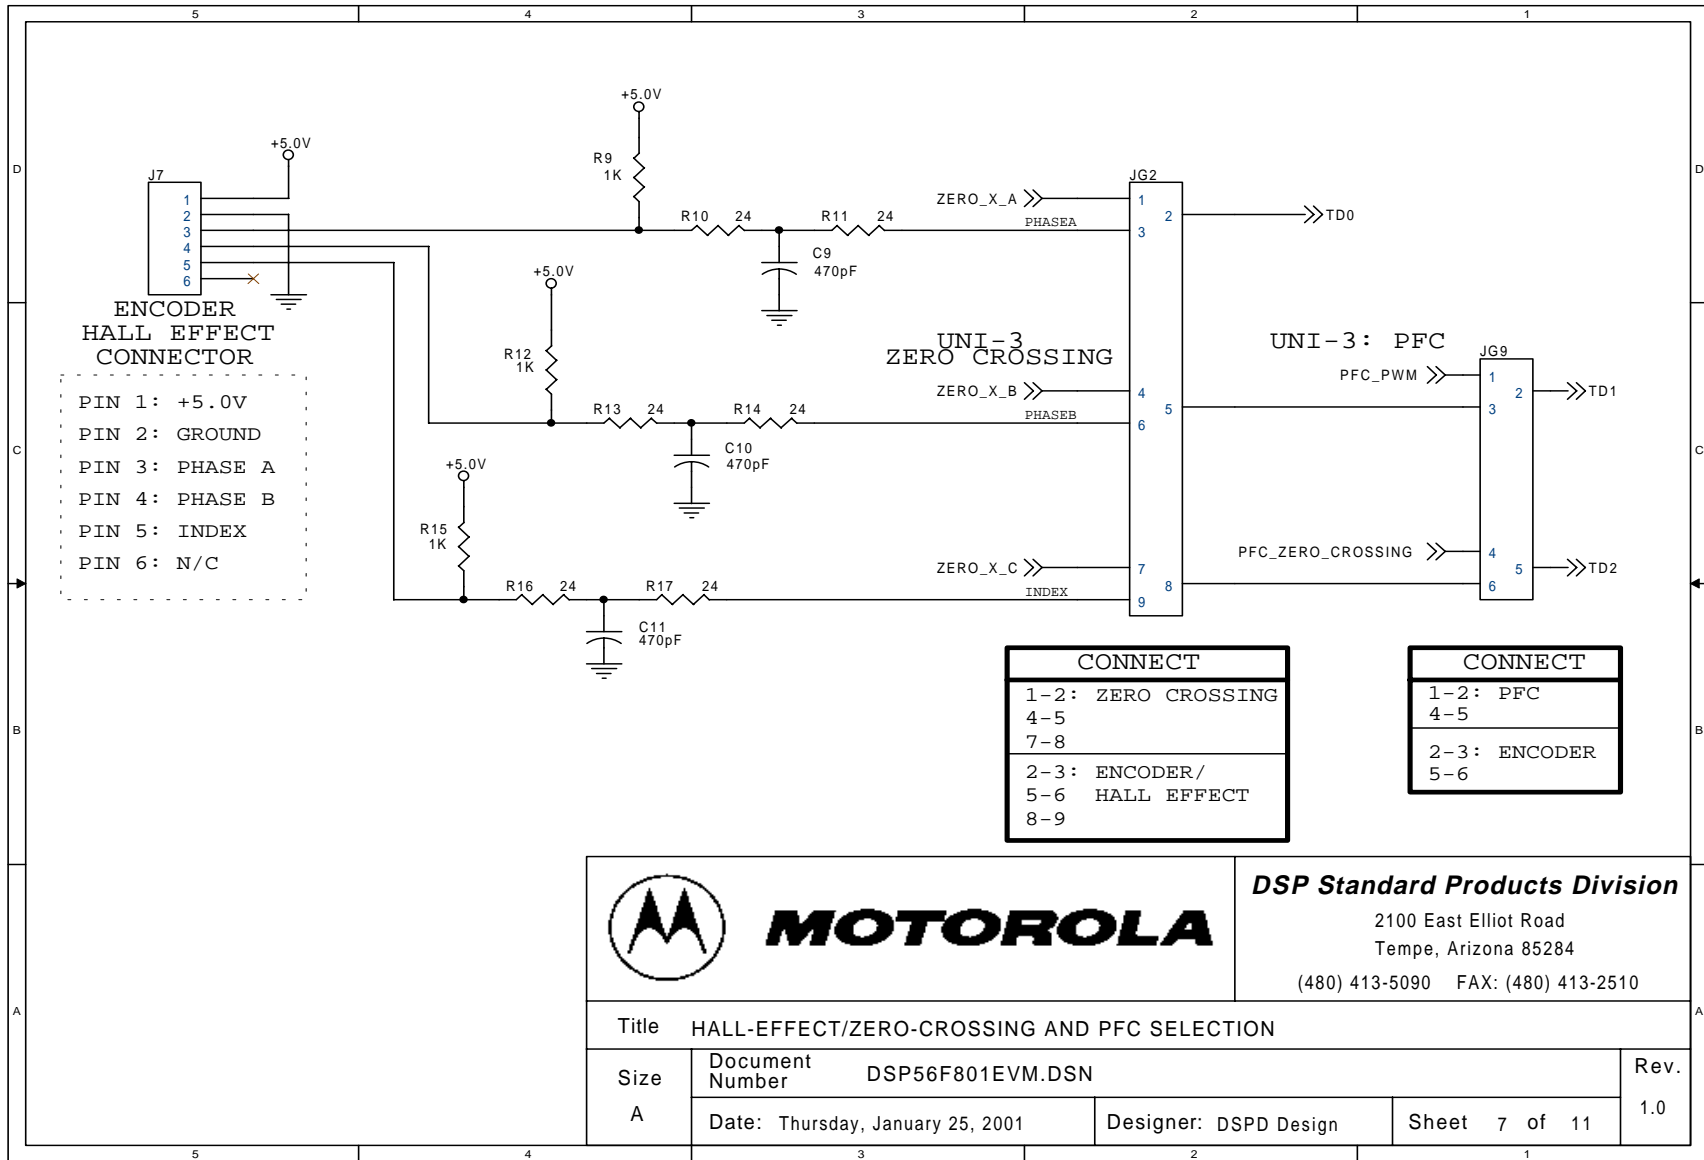 5 4 3 2 1
D D
C C
B B
A A
J7
1
2
3
4
5
6
+5.0V
ENCODER
HALL EFFECT
CONNECTOR
PIN 1: +5.0V
PIN 2: GROUND
PIN 3: PHASE A
PIN 4: PHASE B
PIN 5: INDEX
PIN 6: N/C
+5.0V
R9
1K
R10 24
R11 24
C9
470pF
+5.0V
R12
1K
R13 24
R14 24
C10
470pF
+5.0V
R15
1K
R16 24
R17 24
C11
470pF
ZERO_X_A
PHASEA
UNI-3
ZERO CROSSING
ZERO_X_B
PHASEB
ZERO_X_C
INDEX
JG2
1
2
3
4
5
6
7
8
9
TD0
UNI-3: PFC
PFC_PWM
PFC_ZERO_CROSSING
JG9
1
2
3
4
5
6
TD1
TD2
CONNECT
1-2: ZERO CROSSING
4-5
7-8
2-3: ENCODER/
5-6 HALL EFFECT
8-9
CONNECT
1-2: PFC
4-5
2-3: ENCODER
5-6
MOTOROLA
DSP Standard Products Division
2100 East Elliot Road
Tempe, Arizona 85284
(480) 413-5090 FAX: (480) 413-2510
Title HALL-EFFECT/ZERO-CROSSING AND PFC SELECTION
Size
A
Document
Number DSP56F801EVM.DSN
Rev.
1.0
Date: Thursday, January 25, 2001
Designer: DSPD Design
Sheet 7 of 11
5 4 3 2 1